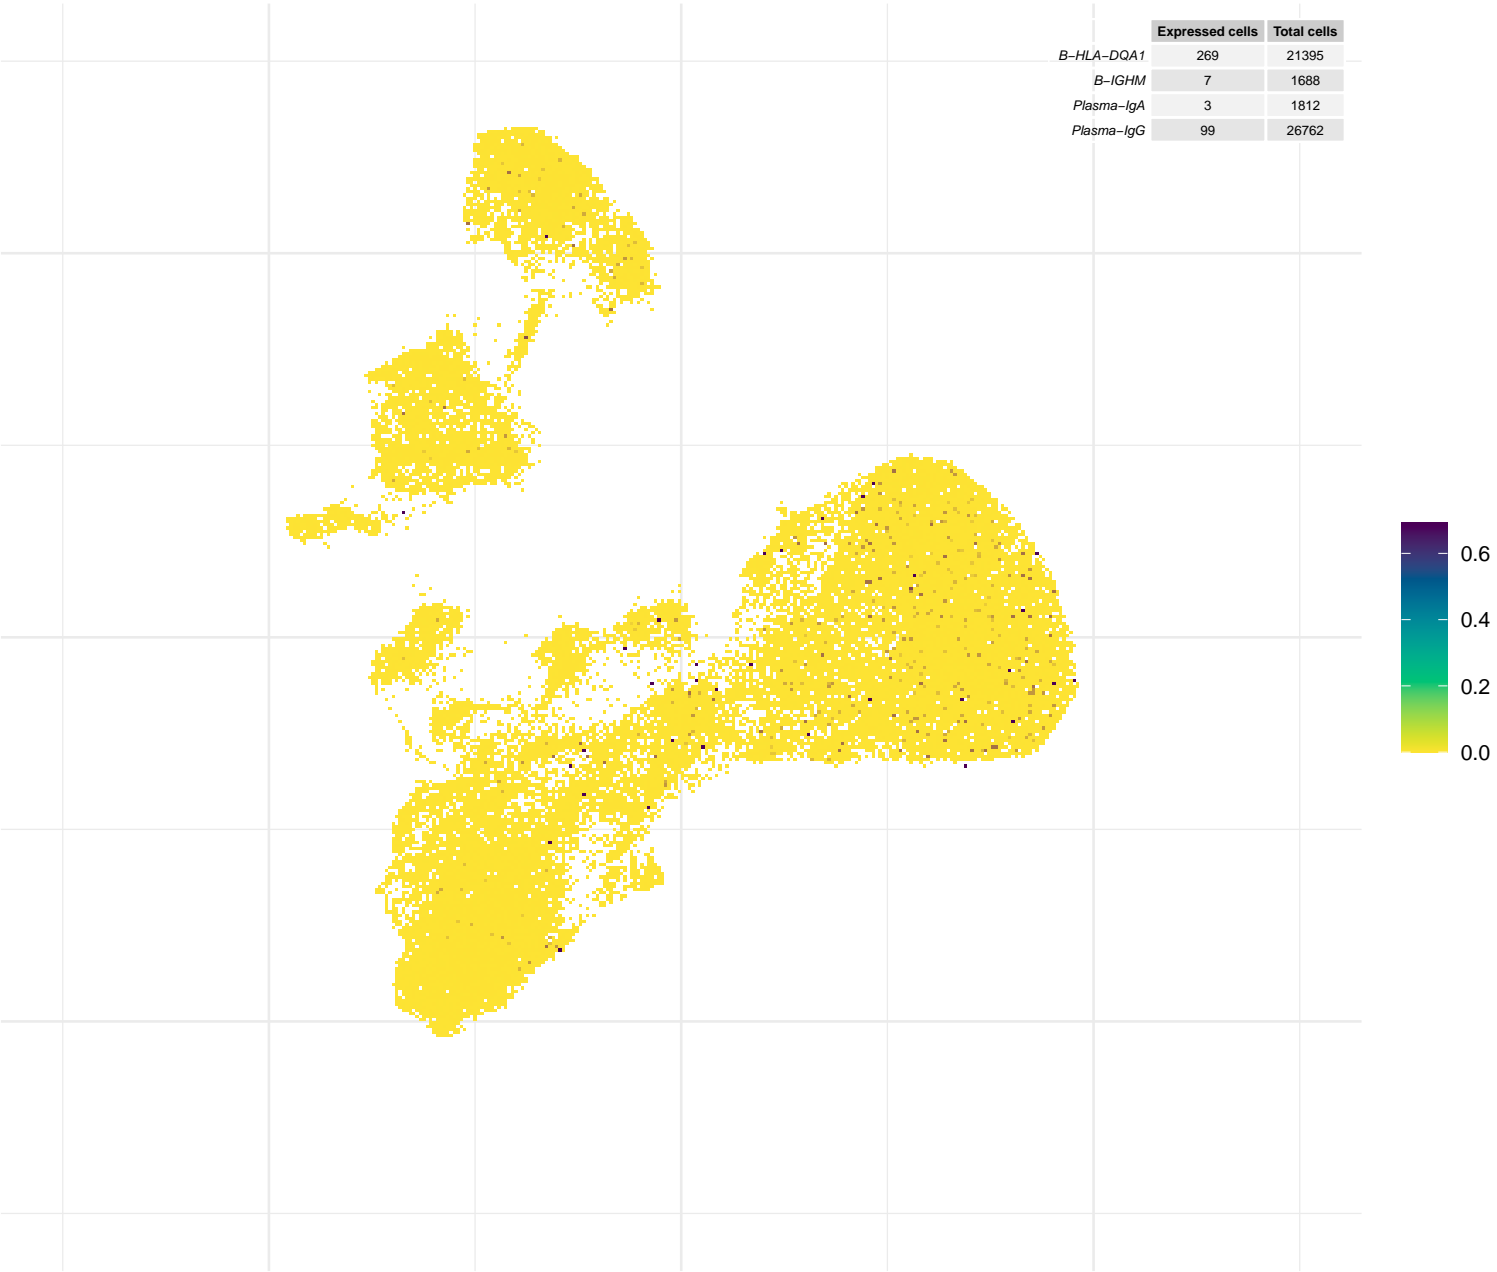 Expressed cells Total cells
B−HLA−DQA1 269 21395
B−IGHM 7 1688
Plasma−IgA 3 1812
Plasma−IgG 99 26762
0.6
0.4
0.2
0.0